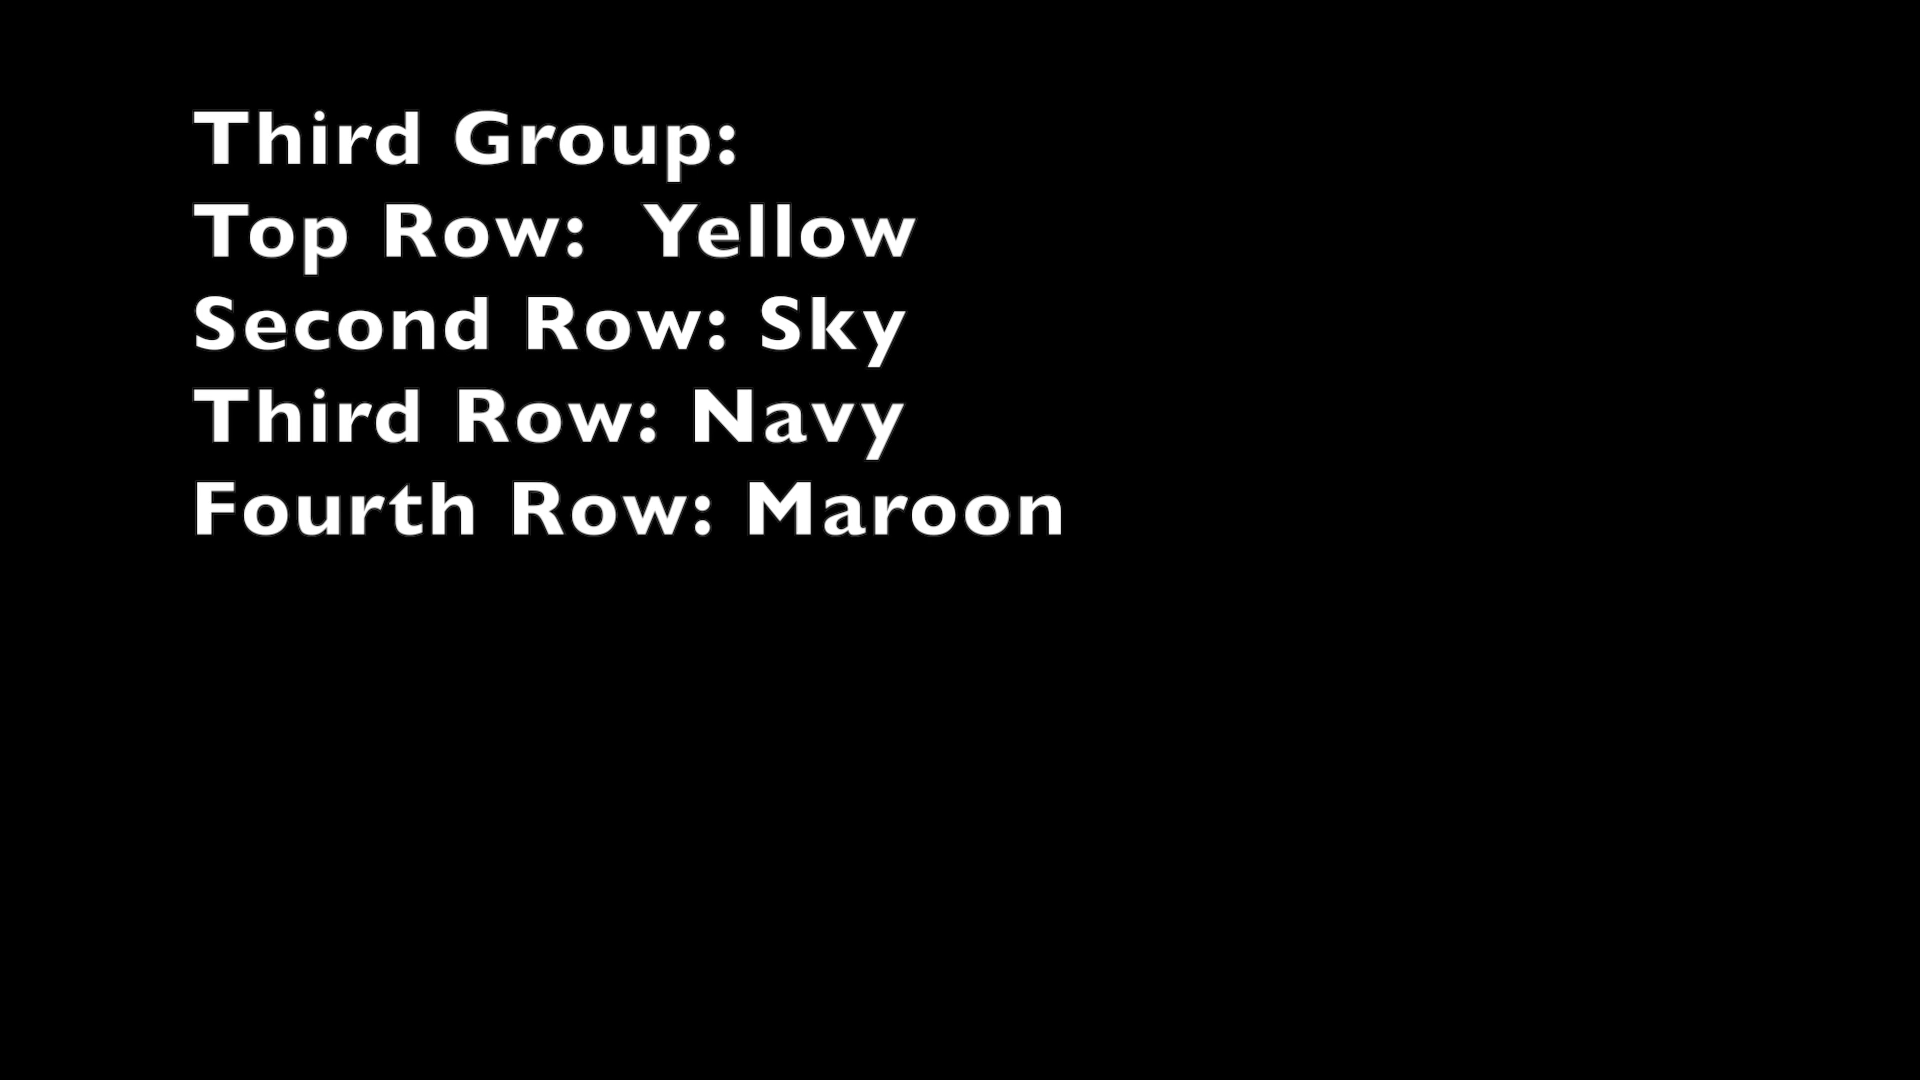 Third Group:
Top Row:  Yellow
Second Row: Sky
Third Row: Navy
Fourth Row: Maroon